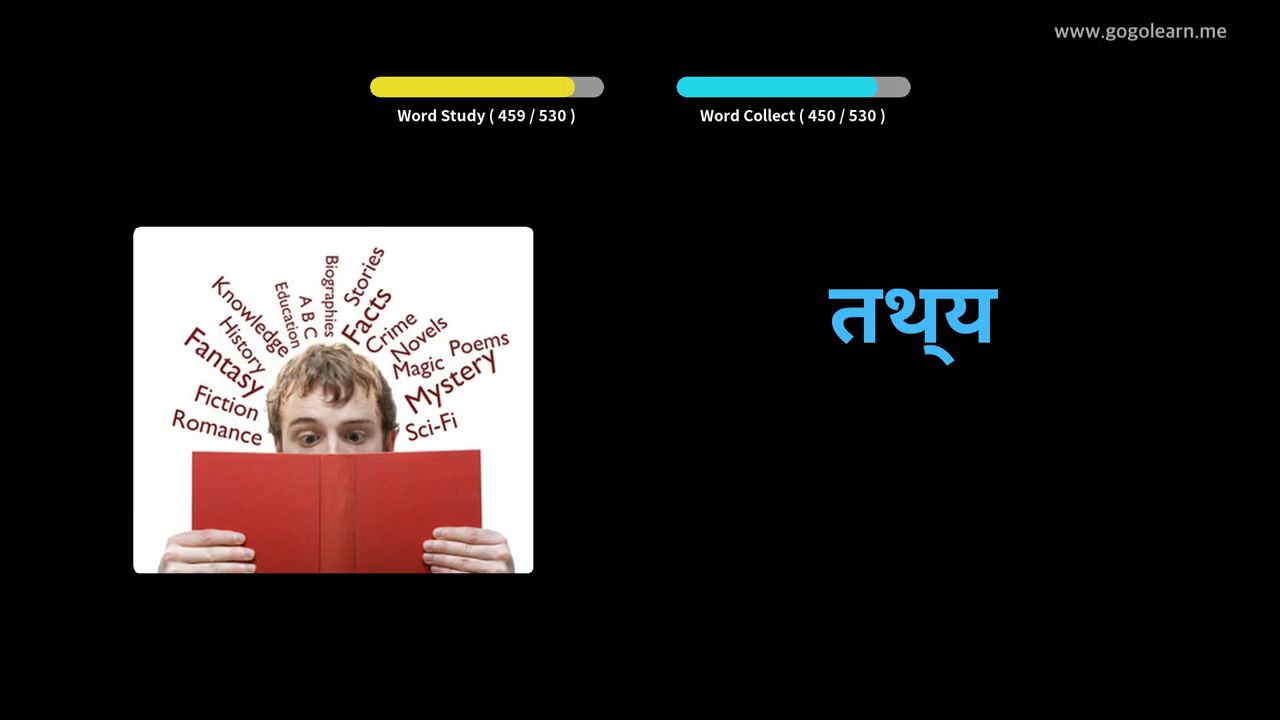 www.gogolearn.me
Word Study ( 459 / 530 )
Word Collect ( 450 / 530 )
Knowledge
History
Fantasy
Fiction
Romance
Education
A B C
Biographies
Stories
Facts
Crime
Novels
Magic
Poems
Mystery
Sci-Fi
तथ्‌य